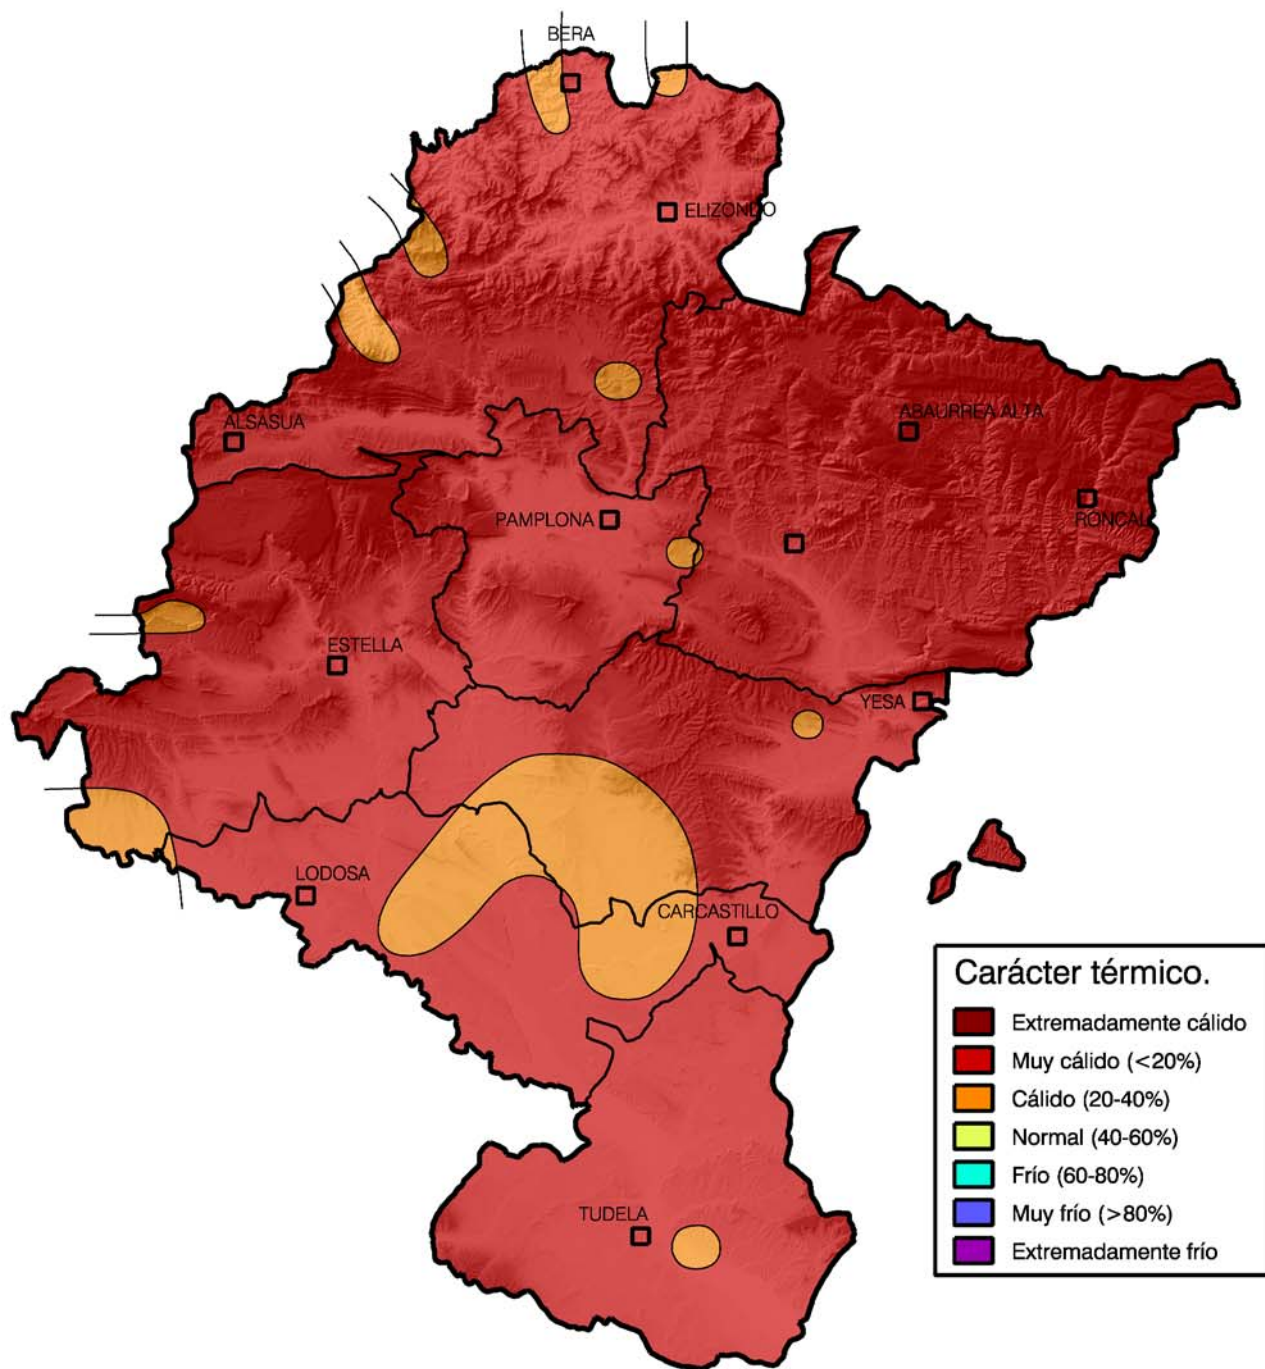 BERA
ELIZONDO
ALSASUA
ABAURREA ALTA
PAMPLONA
RONCAL
ESTELLA
YESA
LODOSA
CARCASTILLO
TUDELA
Carácter térmico.
Extremadamente cálido
Muy cálido (<20%)
Cálido (20-40%)
Normal (40-60%)
Frío (60-80%)
Muy frío (>80%)
Extremadamente frío